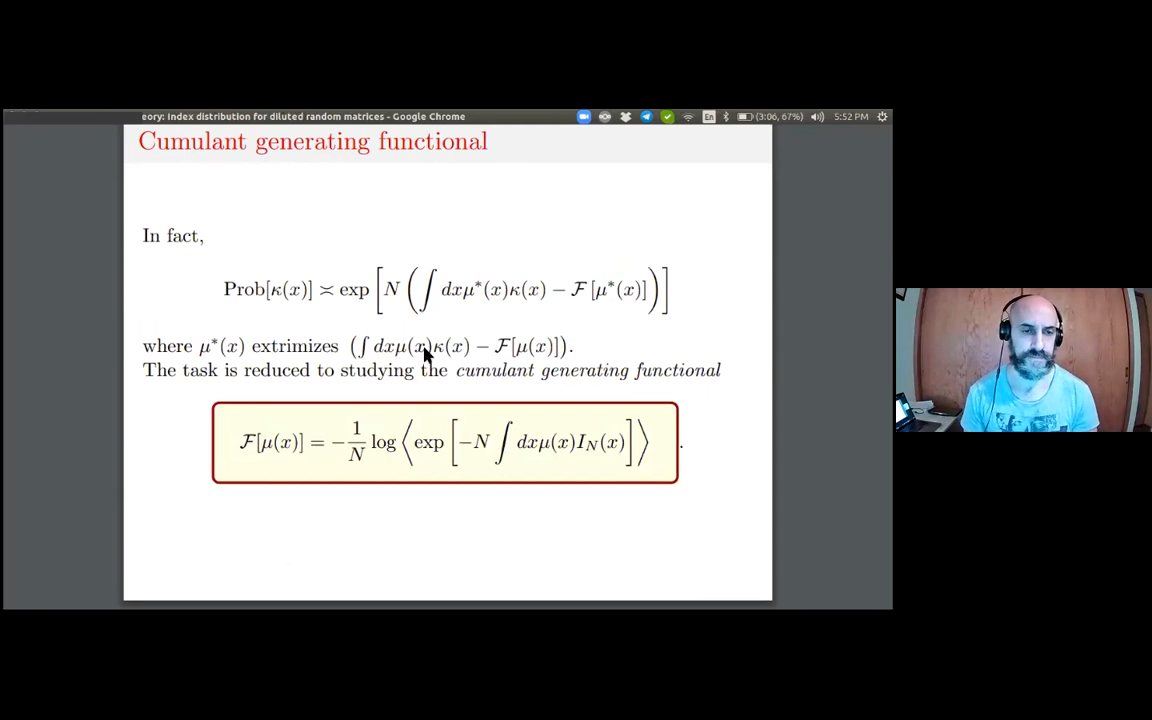 eory: Index distribution for diluted random matrices - Google Chrome
En
(3:06, 67%)
5:52 PM
Cumulant generating functional
In fact,
Prob[κ(x)] ≍ exp [N (∫ dxμ*(x)κ(x) − ℱ [μ*(x)])]
where μ*(x) extrimizes (∫ dxμ(x)κ(x) − ℱ[μ(x)]).
The task is reduced to studying the cumulant generating functional
ℱ[μ(x)] = −1/N log ⟨exp [−N ∫ dxμ(x)I_N(x)]⟩ .